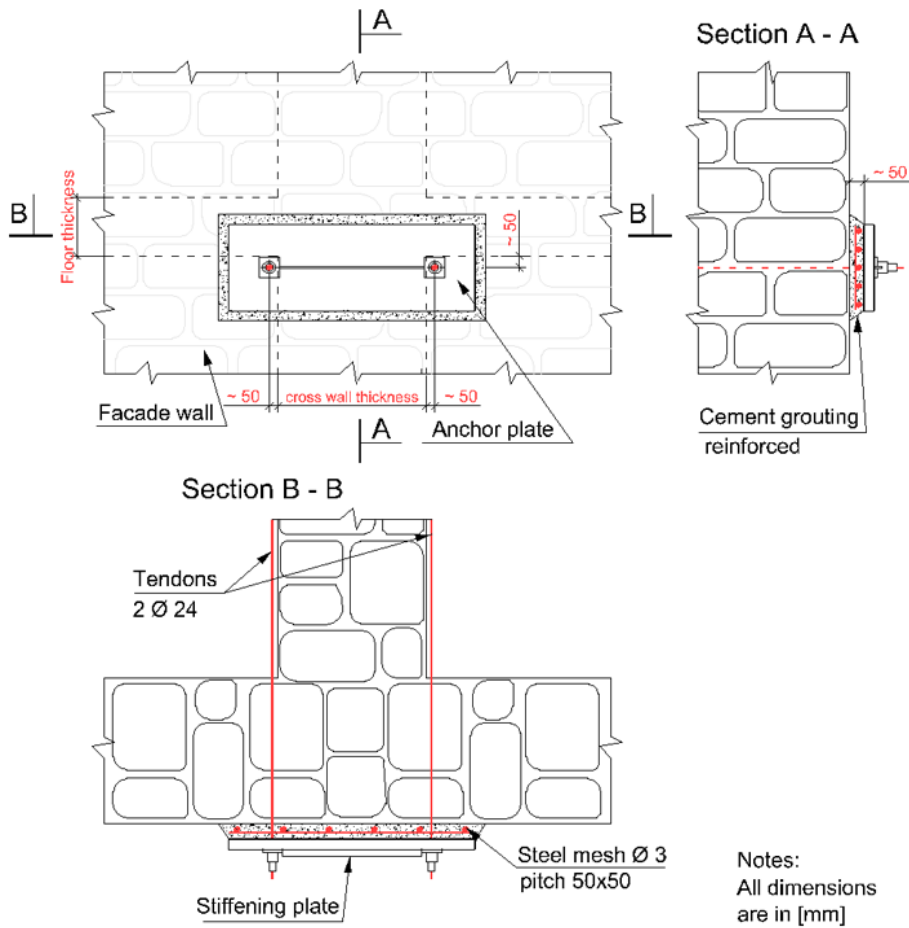 A
Section A - A
~ 50
B
Floor thickness
~ 50
B
~ 50
cross wall thickness
~ 50
Facade wall
A
Anchor plate
Cement grouting
reinforced
Section B - B
Tendons
2 Ø 24
Steel mesh Ø 3
pitch 50x50
Stiffening plate
Notes:
All dimensions
are in [mm]